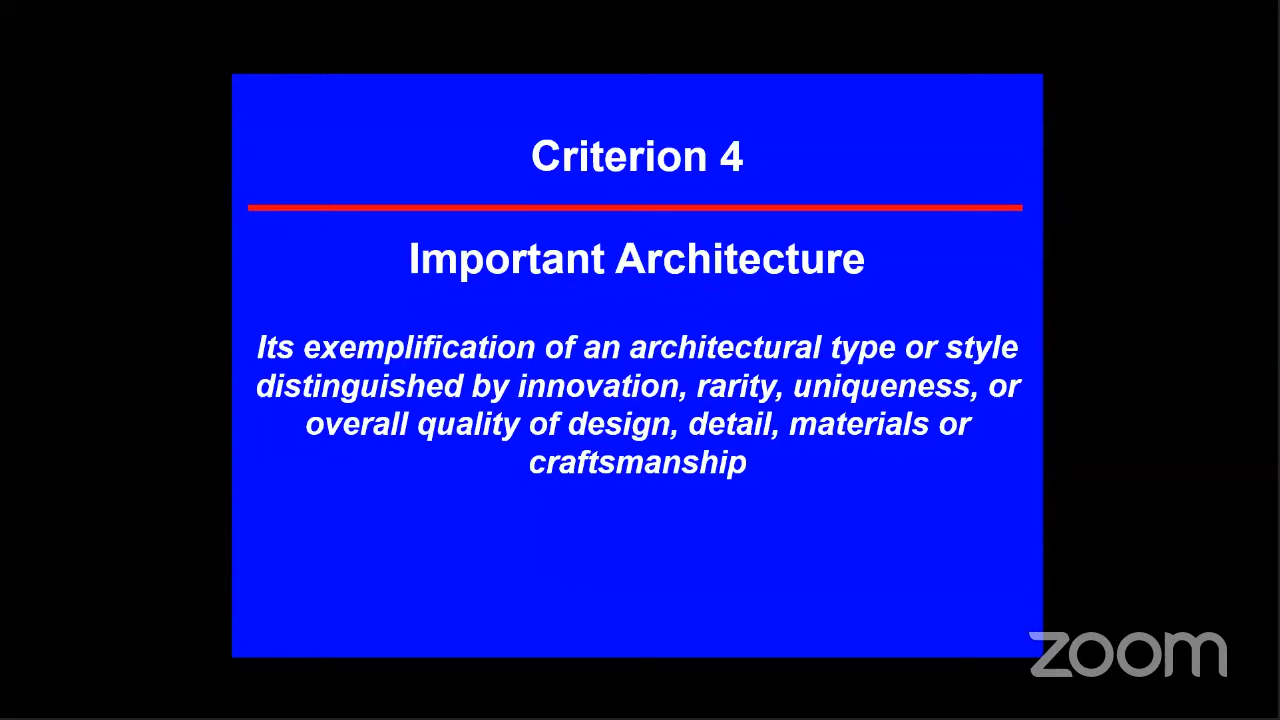 Criterion 4
Important Architecture
Its exemplification of an architectural type or style
distinguished by innovation, rarity, uniqueness, or
overall quality of design, detail, materials or
craftsmanship
zoom